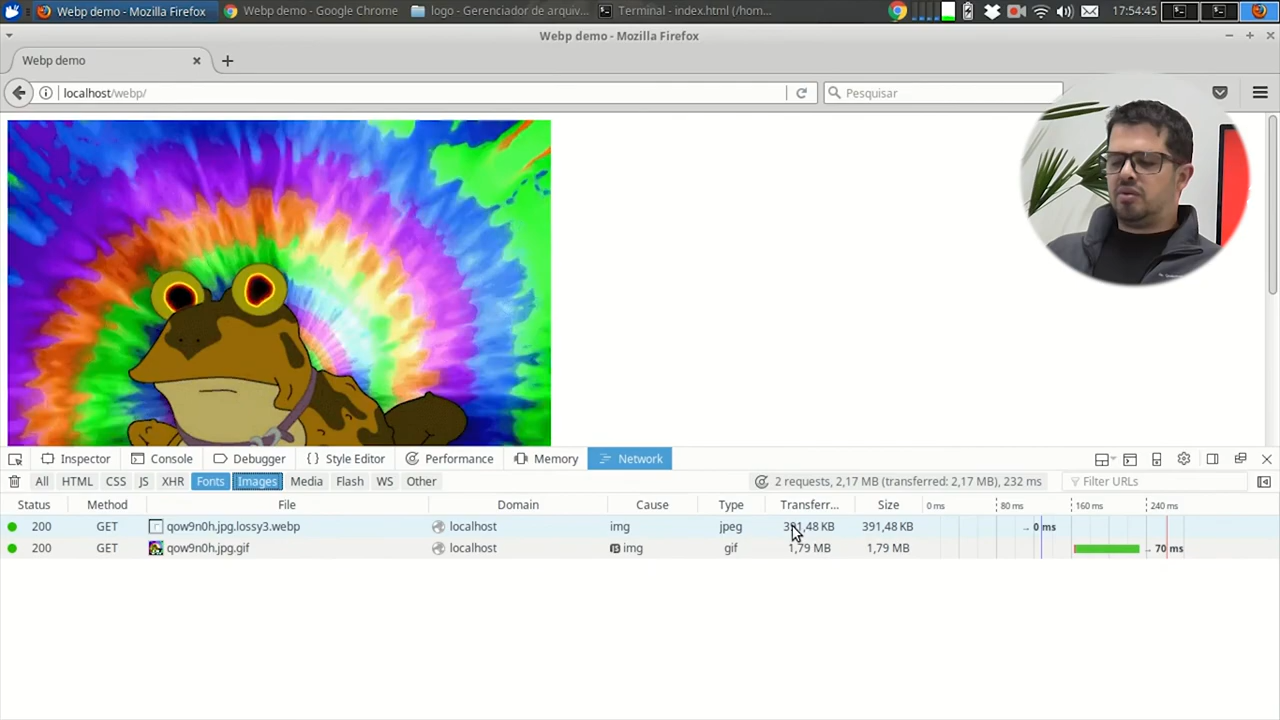 Webp demo - Mozilla Firefox
Webp demo - Google Chrome
logo - Gerenciador de arquiv...
Terminal - index.html (/hom...
17:54:45
Webp demo - Mozilla Firefox
Webp demo
localhost/webp/
Pesquisar
Inspector
Console
Debugger
Style Editor
Performance
Memory
Network
All
HTML
CSS
JS
XHR
Fonts
Images
Media
Flash
WS
Other
2 requests, 2,17 MB (transferred: 2,17 MB), 232 ms
Filter URLs
Status
Method
File
Domain
Cause
Type
Transferr...
Size
0 ms
80 ms
160 ms
240 ms
200 GET qow9n0h.jpg.lossy3.webp localhost img jpeg 391,48 KB 391,48 KB → 0 ms
200 GET qow9n0h.jpg.gif localhost img gif 1,79 MB 1,79 MB → 70 ms